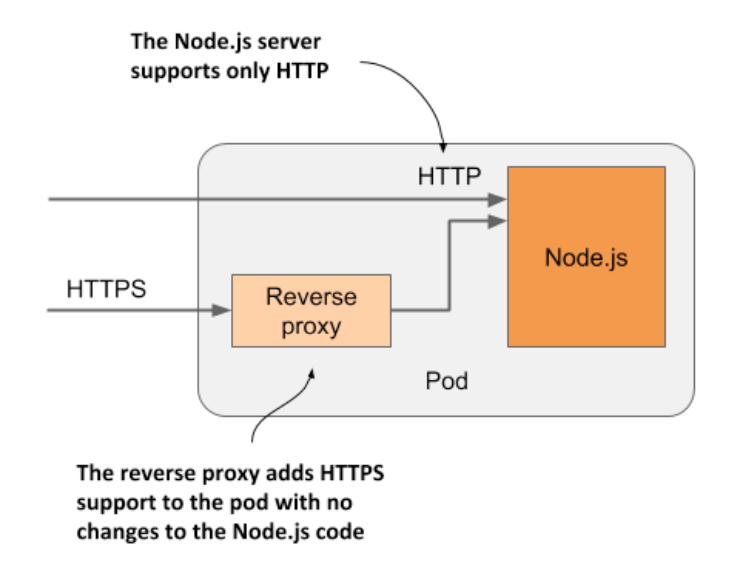 The Node.js server
supports only HTTP
HTTP
Node.js
HTTPS
Reverse
proxy
Pod
The reverse proxy adds HTTPS
support to the pod with no
changes to the Node.js code